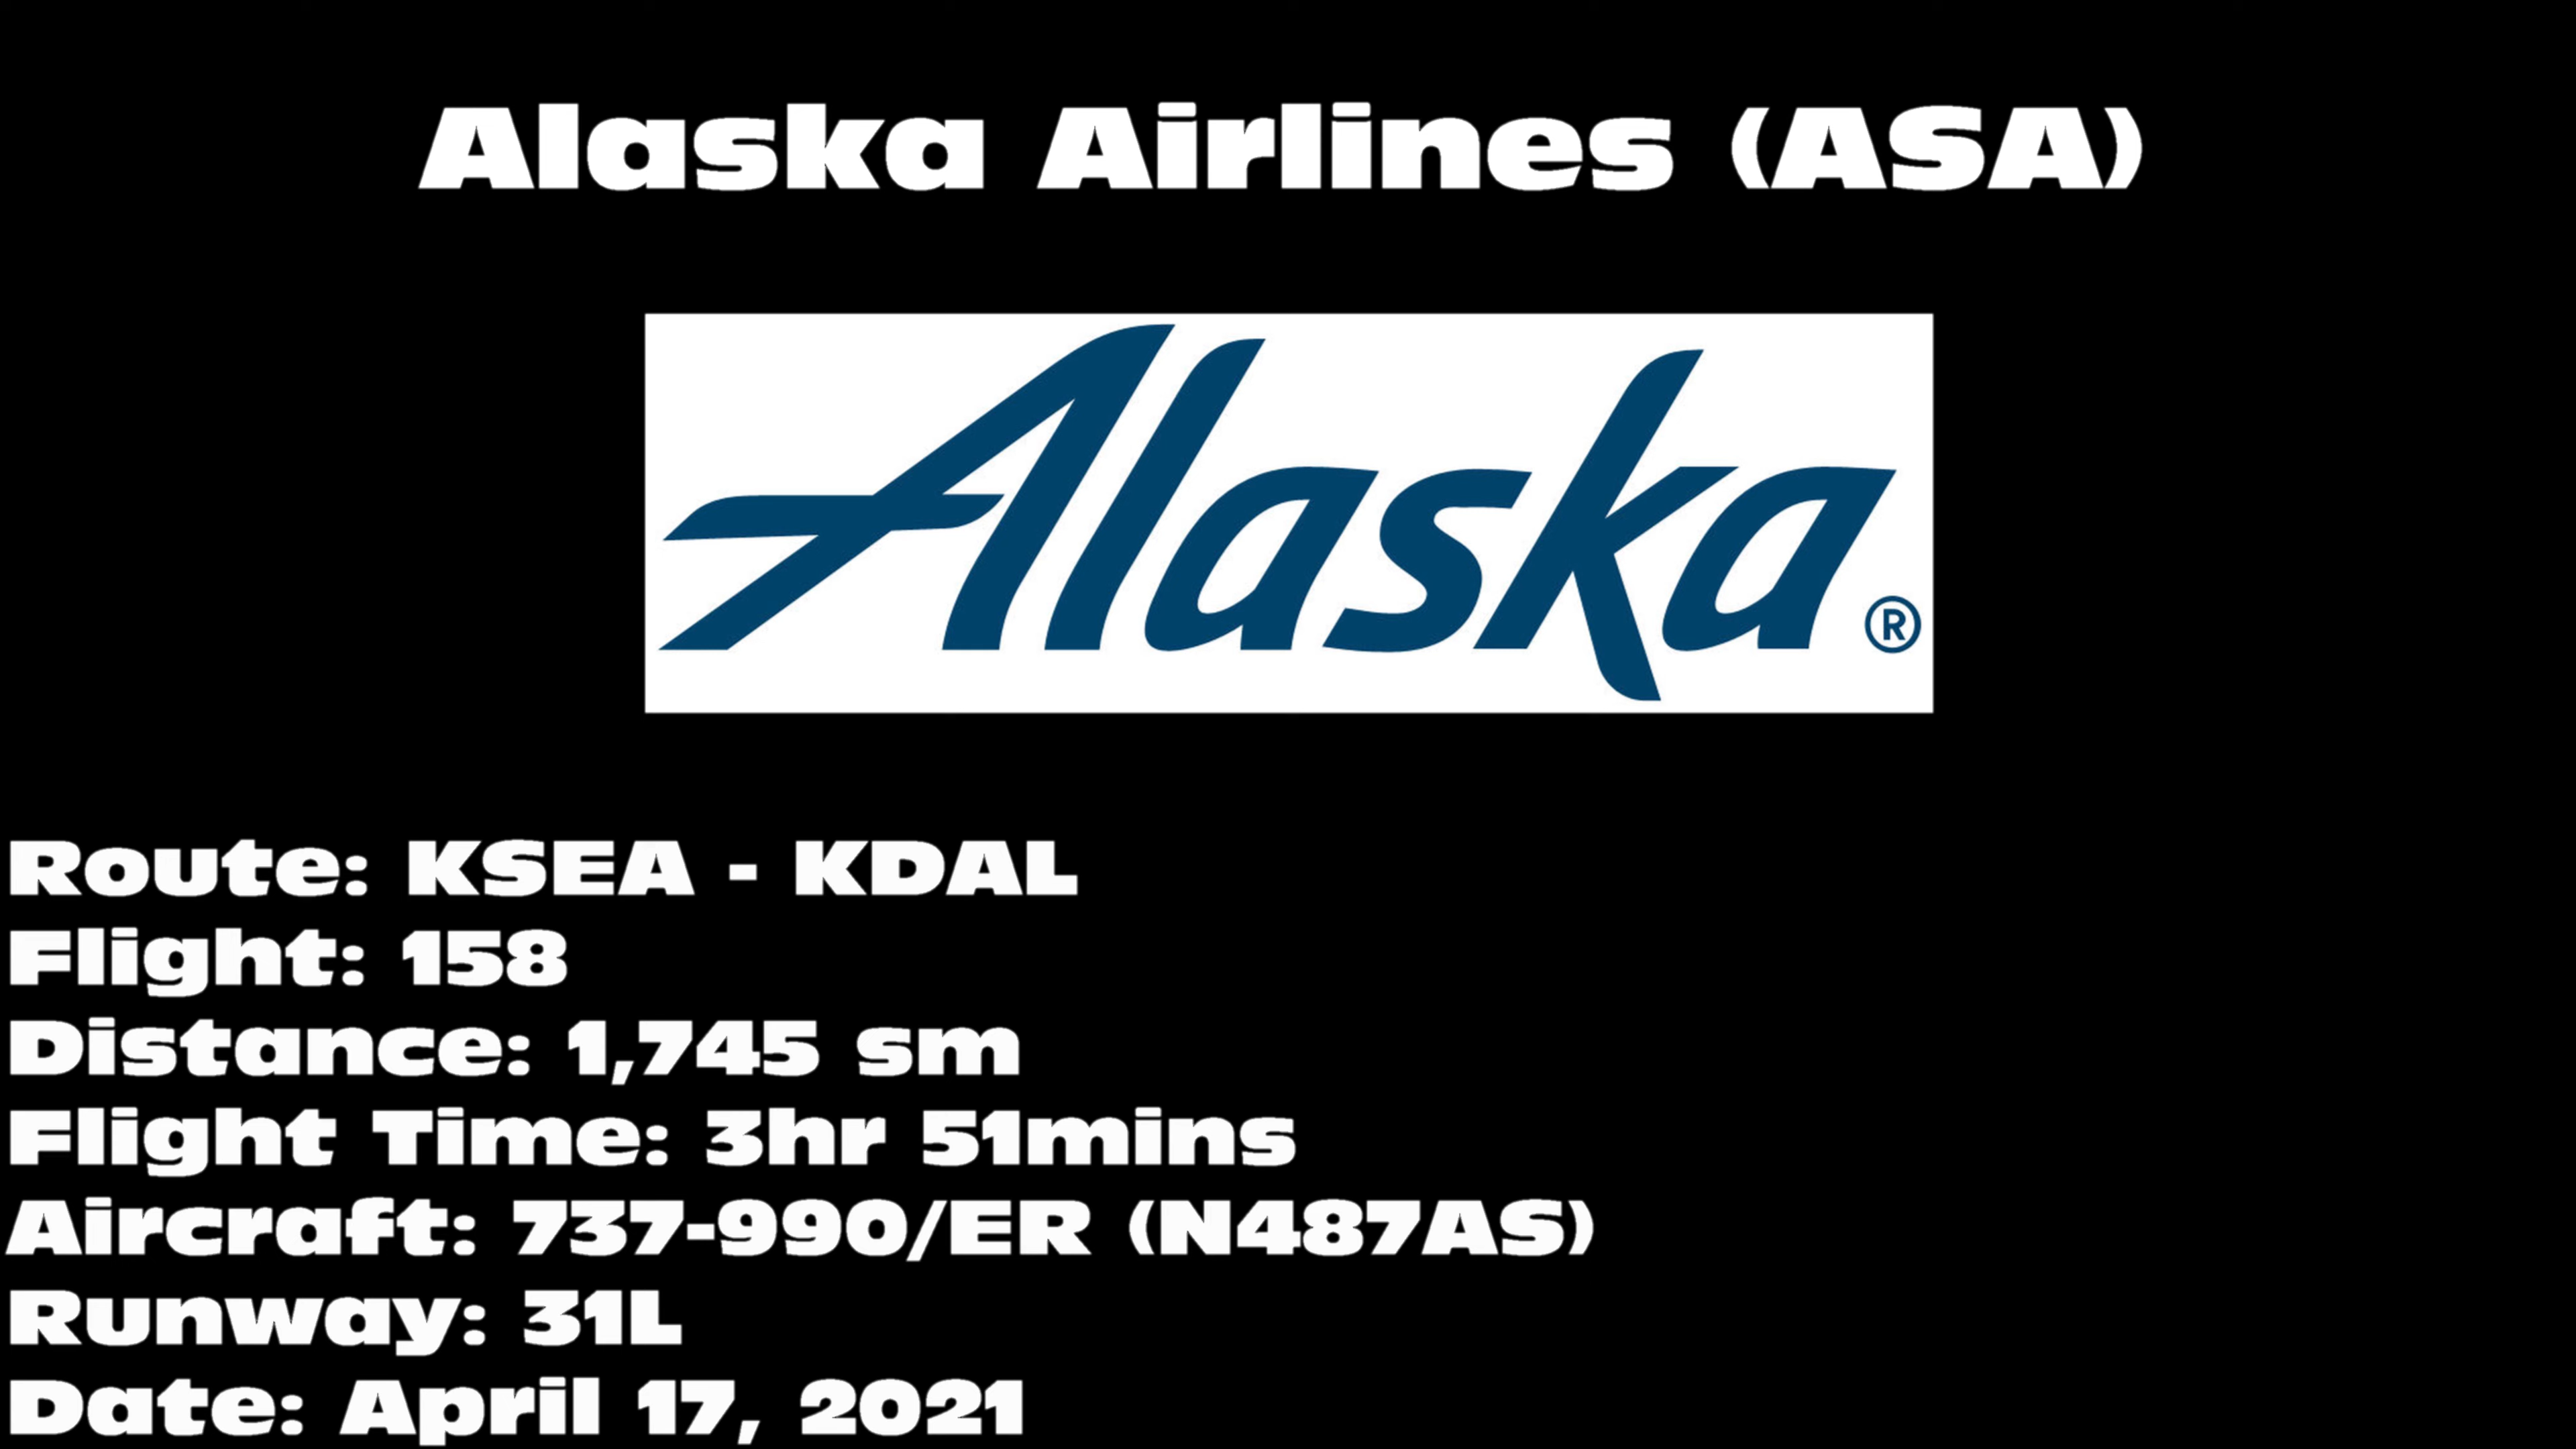 Alaska Airlines (ASA)
Alaska®
Route: KSEA - KDAL
Flight: 158
Distance: 1,745 sm
Flight Time: 3hr 51mins
Aircraft: 737-990/ER (N487AS)
Runway: 31L
Date: April 17, 2021